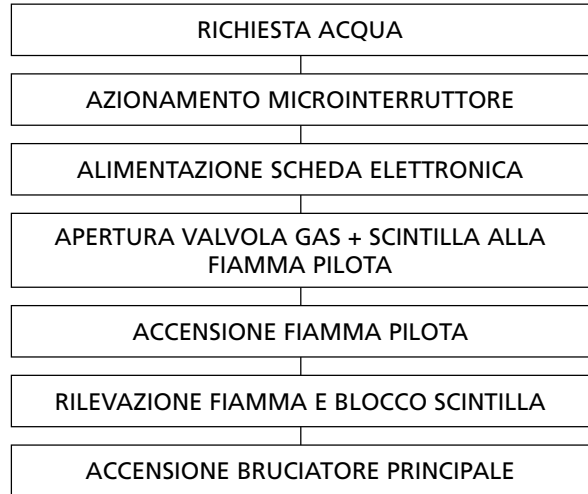 RICHIESTA ACQUA
AZIONAMENTO MICROINTERRUTTORE
ALIMENTAZIONE SCHEDA ELETTRONICA
APERTURA VALVOLA GAS + SCINTILLA ALLA
FIAMMA PILOTA
ACCENSIONE FIAMMA PILOTA
RILEVAZIONE FIAMMA E BLOCCO SCINTILLA
ACCENSIONE BRUCIATORE PRINCIPALE